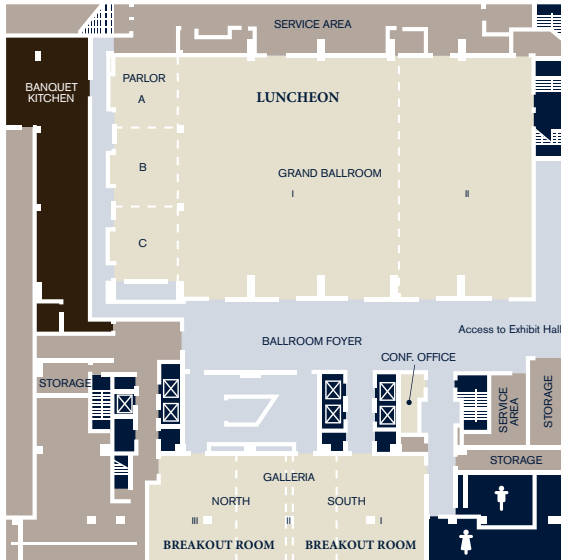 SERVICE AREA
BANQUET
KITCHEN
PARLOR
A
LUNCHEON
B
GRAND BALLROOM
I
II
C
BALLROOM FOYER
Access to Exhibit Hall
CONF. OFFICE
STORAGE
SERVICE
AREA
STORAGE
STORAGE
GALLERIA
NORTH
SOUTH
III
II
I
BREAKOUT ROOM
BREAKOUT ROOM